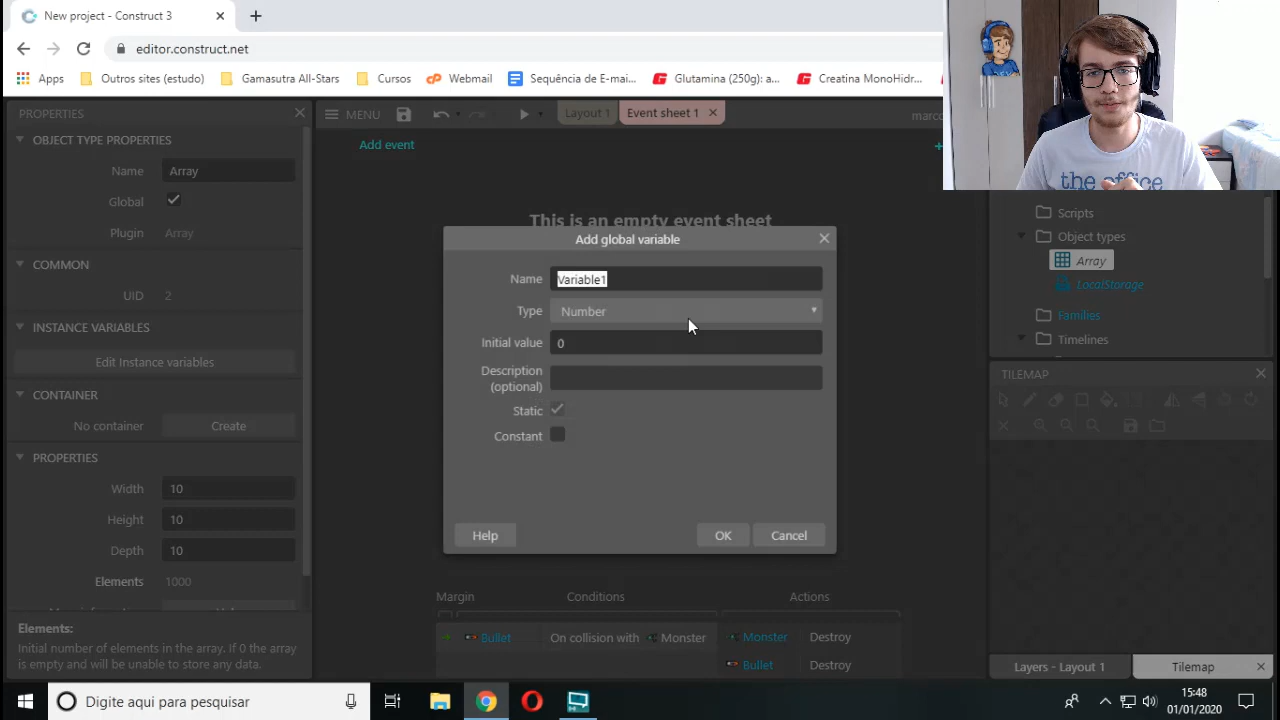 New project - Construct 3
editor.construct.net
Apps
Outros sites (estudo)
Gamasutra All-Stars
Cursos
Webmail
Sequência de E-mai...
Glutamina (250g): a...
Creatina MonoHidr...
PROPERTIES
MENU
Layout 1
Event sheet 1
marco
OBJECT TYPE PROPERTIES
Name
Array
Global
Plugin
Array
COMMON
UID
2
INSTANCE VARIABLES
Edit Instance variables
CONTAINER
No container
Create
PROPERTIES
Width
10
Height
10
Depth
10
Elements
1000
Elements:
Initial number of elements in the array. If 0 the array
is empty and will be unable to store any data.
Add event
This is an empty event sheet
Add global variable
Name
Variable1
Type
Number
Initial value
0
Description
(optional)
Static
Constant
Help
OK
Cancel
Margin
Conditions
Actions
Bullet
On collision with
Monster
Monster
Destroy
Bullet
Destroy
the office
Scripts
Object types
Array
LocalStorage
Families
Timelines
TILEMAP
Layers - Layout 1
Tilemap
Digite aqui para pesquisar
15:48
01/01/2020